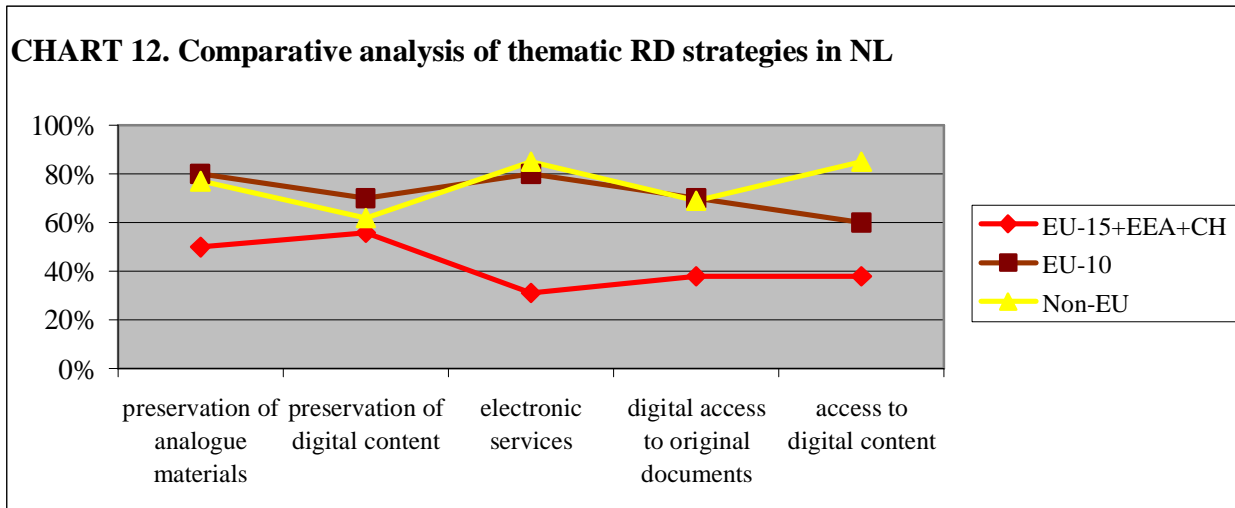 CHART 12. Comparative analysis of thematic RD strategies in NL
100%
80%
60%
40%
20%
0%
preservation of
analogue
materials
preservation of
digital content
electronic
services
digital access
to original
documents
access to
digital content
EU-15+EEA+CH
EU-10
Non-EU